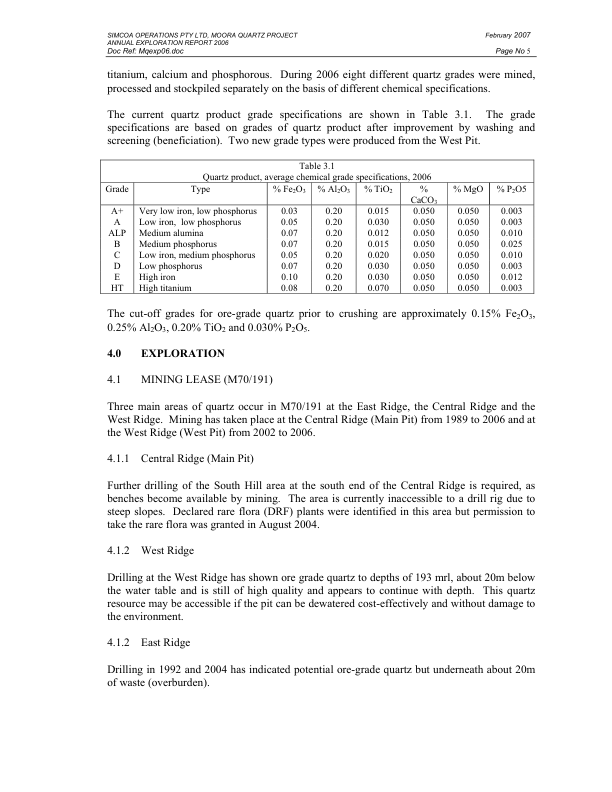 SIMCOA OPERATIONS PTY LTD, MOORA QUARTZ PROJECT February 2007
ANNUAL EXPLORATION REPORT 2006
Doc Ref: Mqexp06.doc Page No 5
titanium, calcium and phosphorous. During 2006 eight different quartz grades were mined,
processed and stockpiled separately on the basis of different chemical specifications.
The current quartz product grade specifications are shown in Table 3.1. The grade
specifications are based on grades of quartz product after improvement by washing and
screening (beneficiation). Two new grade types were produced from the West Pit.
Table 3.1
Quartz product, average chemical grade specifications, 2006
Grade Type % Fe₂O₃ % Al₂O₃ % TiO₂ % CaCO₃ % MgO % P₂O5
A+ Very low iron, low phosphorus 0.03 0.20 0.015 0.050 0.050 0.003
A Low iron, low phosphorus 0.05 0.20 0.030 0.050 0.050 0.003
ALP Medium alumina 0.07 0.20 0.012 0.050 0.050 0.010
B Medium phosphorus 0.07 0.20 0.015 0.050 0.050 0.025
C Low iron, medium phosphorus 0.05 0.20 0.020 0.050 0.050 0.010
D Low phosphorus 0.07 0.20 0.030 0.050 0.050 0.003
E High iron 0.10 0.20 0.030 0.050 0.050 0.012
HT High titanium 0.08 0.20 0.070 0.050 0.050 0.003
The cut-off grades for ore-grade quartz prior to crushing are approximately 0.15% Fe₂O₃,
0.25% Al₂O₃, 0.20% TiO₂ and 0.030% P₂O₅.
4.0 EXPLORATION
4.1 MINING LEASE (M70/191)
Three main areas of quartz occur in M70/191 at the East Ridge, the Central Ridge and the
West Ridge. Mining has taken place at the Central Ridge (Main Pit) from 1989 to 2006 and at
the West Ridge (West Pit) from 2002 to 2006.
4.1.1 Central Ridge (Main Pit)
Further drilling of the South Hill area at the south end of the Central Ridge is required, as
benches become available by mining. The area is currently inaccessible to a drill rig due to
steep slopes. Declared rare flora (DRF) plants were identified in this area but permission to
take the rare flora was granted in August 2004.
4.1.2 West Ridge
Drilling at the West Ridge has shown ore grade quartz to depths of 193 mrl, about 20m below
the water table and is still of high quality and appears to continue with depth. This quartz
resource may be accessible if the pit can be dewatered cost-effectively and without damage to
the environment.
4.1.2 East Ridge
Drilling in 1992 and 2004 has indicated potential ore-grade quartz but underneath about 20m
of waste (overburden).